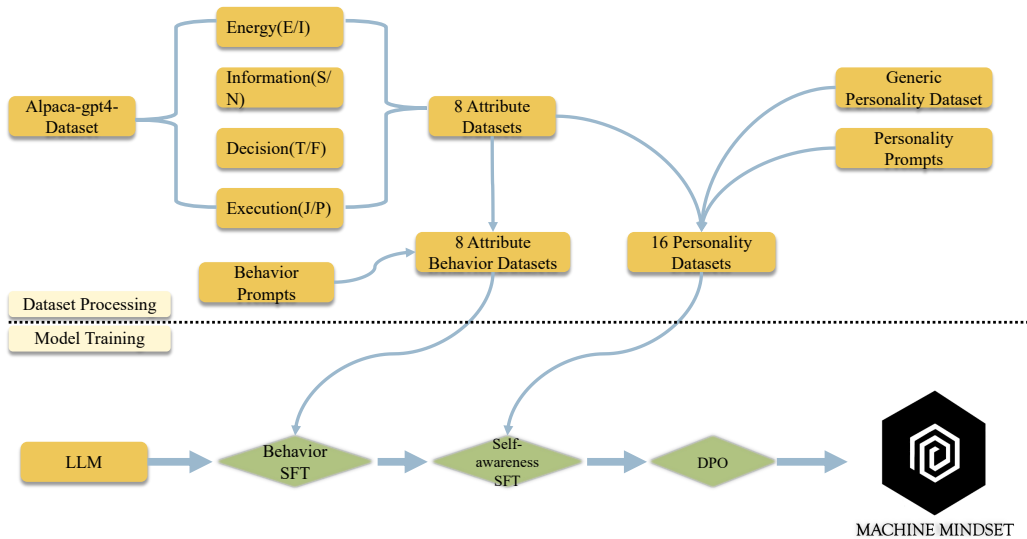 Energy(E/I)
Information(S/
N)
Alpaca-gpt4-
Dataset
Decision(T/F)
Execution(J/P)
8 Attribute
Datasets
Generic
Personality Dataset
Personality
Prompts
8 Attribute
Behavior Datasets
16 Personality
Datasets
Behavior
Prompts
Dataset Processing
Model Training
LLM
Behavior
SFT
Self-
awareness
SFT
DPO
MACHINE MINDSET